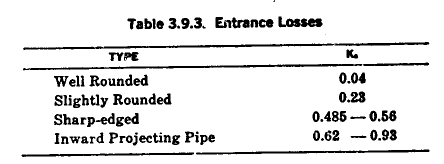 Table 3.9.3. Entrance Losses
TYPE Kₑ
Well Rounded 0.04
Slightly Rounded 0.23
Sharp-edged 0.485 — 0.56
Inward Projecting Pipe 0.62 — 0.93